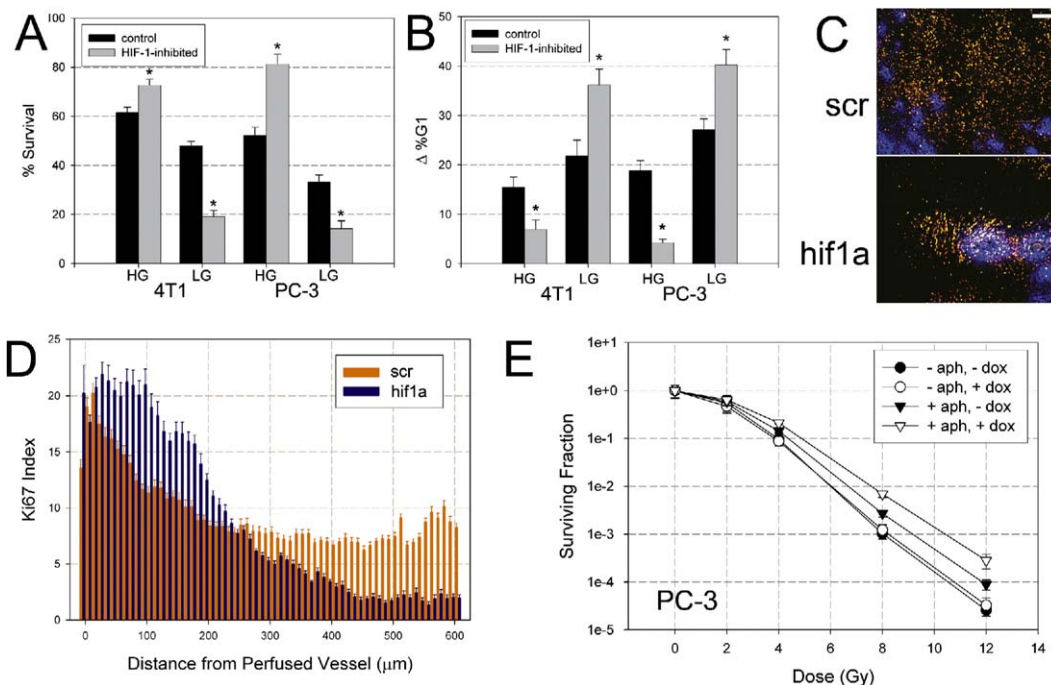 A
control
HIF-1-inhibited
% Survival
100
80
60
40
20
0
* * * *
HG LG HG LG
4T1 PC-3
B
control
HIF-1-inhibited
Δ %G1
50
40
30
20
10
0
* * * *
HG LG HG LG
4T1 PC-3
C
scr
hif1a
D
scr
hif1a
Ki67 Index
25
20
15
10
5
0
0 100 200 300 400 500 600
Distance from Perfused Vessel (μm)
E
- aph, - dox
- aph, + dox
+ aph, - dox
+ aph, + dox
Surviving Fraction
1e+1
1e+0
1e-1
1e-2
1e-3
1e-4
1e-5
PC-3
0 2 4 6 8 10 12 14
Dose (Gy)